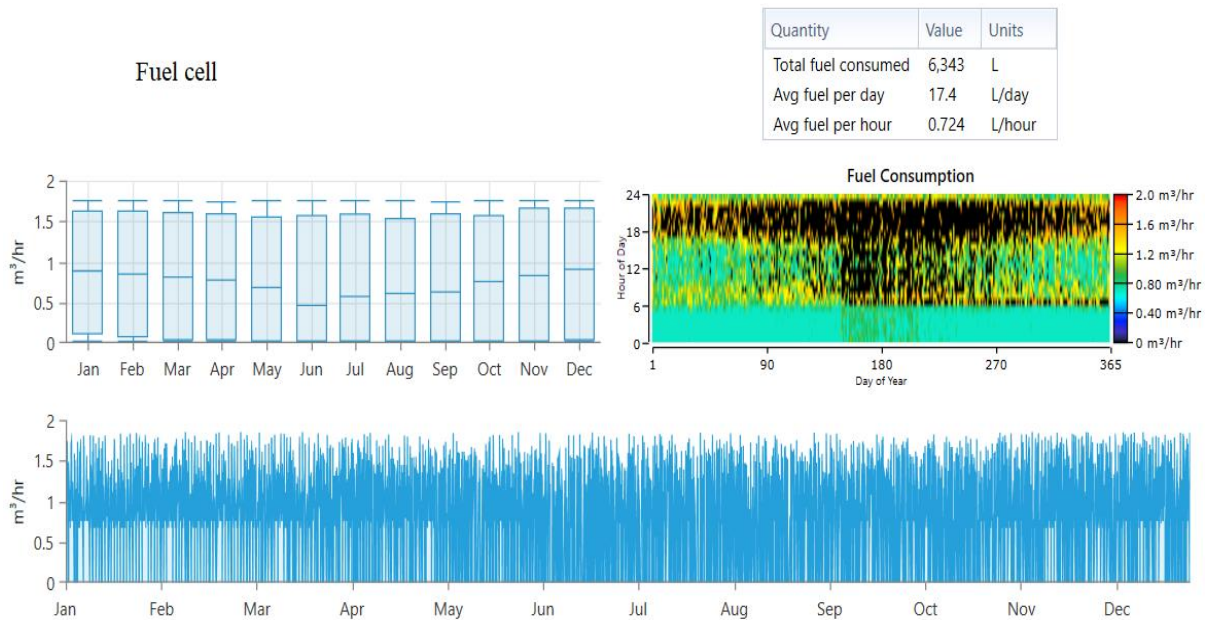 Fuel cell
Quantity Value Units
Total fuel consumed 6,343 L
Avg fuel per day 17.4 L/day
Avg fuel per hour 0.724 L/hour
2
1.5
1
0.5
0
m³/hr
Jan Feb Mar Apr May Jun Jul Aug Sep Oct Nov Dec
Fuel Consumption
24
18
12
6
0
Hour of Day
1 90 180 270 365
Day of Year
2.0 m³/hr
1.6 m³/hr
1.2 m³/hr
0.80 m³/hr
0.40 m³/hr
0 m³/hr
2
1.5
1
0.5
0
m³/hr
Jan Feb Mar Apr May Jun Jul Aug Sep Oct Nov Dec